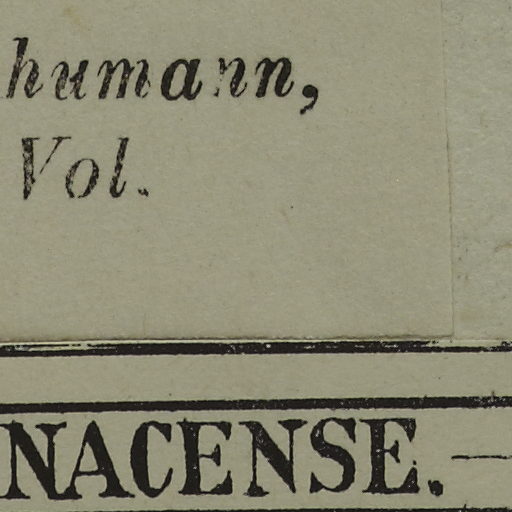 humann,
Vol.
NACENSE.